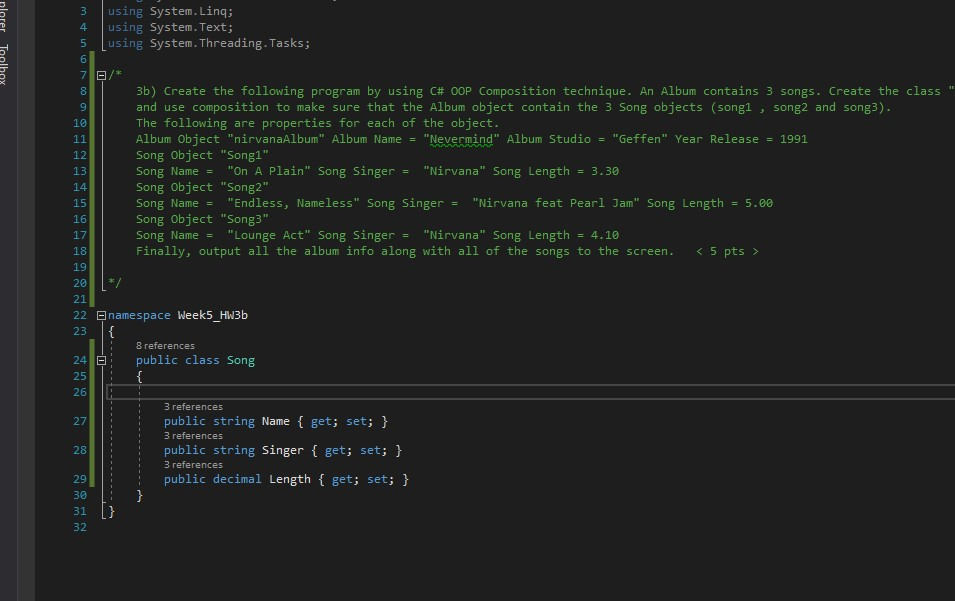 plorer
Toolbox
3 using System.Linq;
4 using System.Text;
5 using System.Threading.Tasks;
6
7 /*
8 3b) Create the following program by using C# OOP Composition technique. An Album contains 3 songs. Create the class "
9 and use composition to make sure that the Album object contain the 3 Song objects (song1 , song2 and song3).
10 The following are properties for each of the object.
11 Album Object "nirvanaAlbum" Album Name = "Nevermind" Album Studio = "Geffen" Year Release = 1991
12 Song Object "Song1"
13 Song Name =  "On A Plain" Song Singer =  "Nirvana" Song Length = 3.30
14 Song Object "Song2"
15 Song Name =  "Endless, Nameless" Song Singer =  "Nirvana feat Pearl Jam" Song Length = 5.00
16 Song Object "Song3"
17 Song Name =  "Lounge Act" Song Singer =  "Nirvana" Song Length = 4.10
18 Finally, output all the album info along with all of the songs to the screen.   < 5 pts >
19
20 */
21
22 namespace Week5_HW3b
23 {
8 references
24 public class Song
25 {
26
3 references
27 public string Name { get; set; }
3 references
28 public string Singer { get; set; }
3 references
29 public decimal Length { get; set; }
30 }
31 }
32